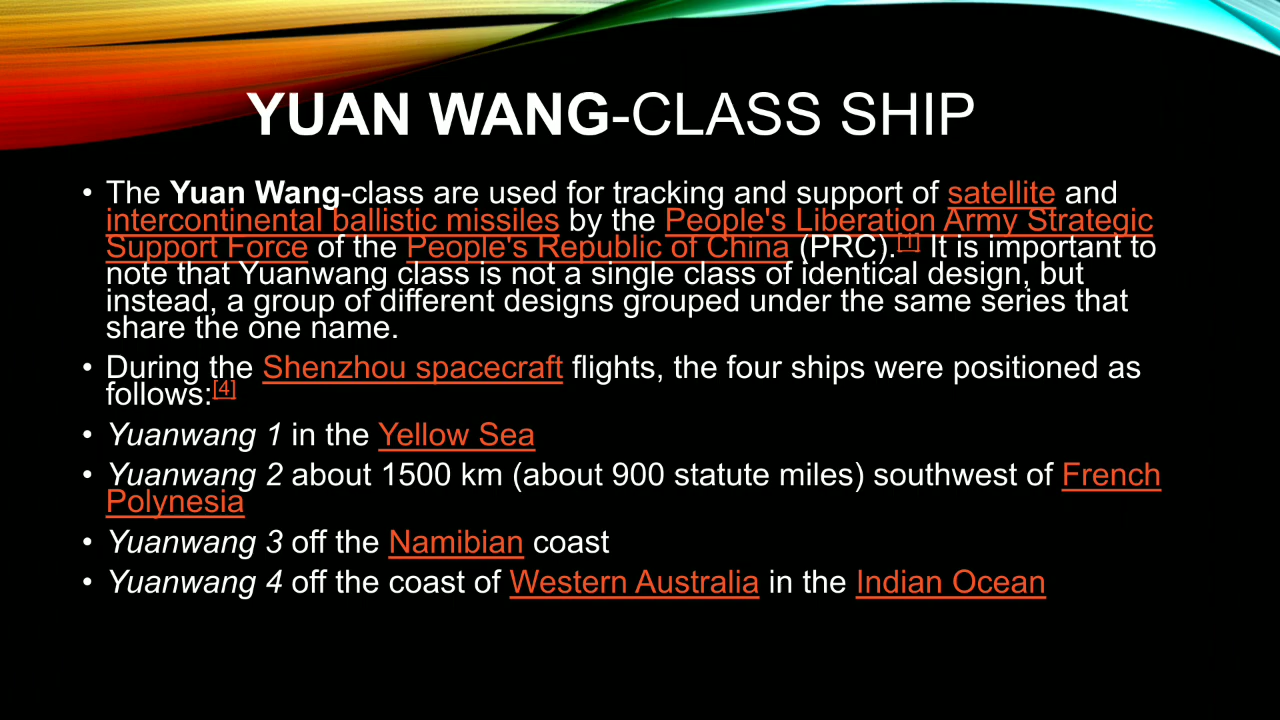 YUAN WANG-CLASS SHIP
• The Yuan Wang-class are used for tracking and support of satellite and
intercontinental ballistic missiles by the People's Liberation Army Strategic
Support Force of the People's Republic of China (PRC).[1] It is important to
note that Yuanwang class is not a single class of identical design, but
instead, a group of different designs grouped under the same series that
share the one name.
• During the Shenzhou spacecraft flights, the four ships were positioned as
follows:[4]
• Yuanwang 1 in the Yellow Sea
• Yuanwang 2 about 1500 km (about 900 statute miles) southwest of French
Polynesia
• Yuanwang 3 off the Namibian coast
• Yuanwang 4 off the coast of Western Australia in the Indian Ocean